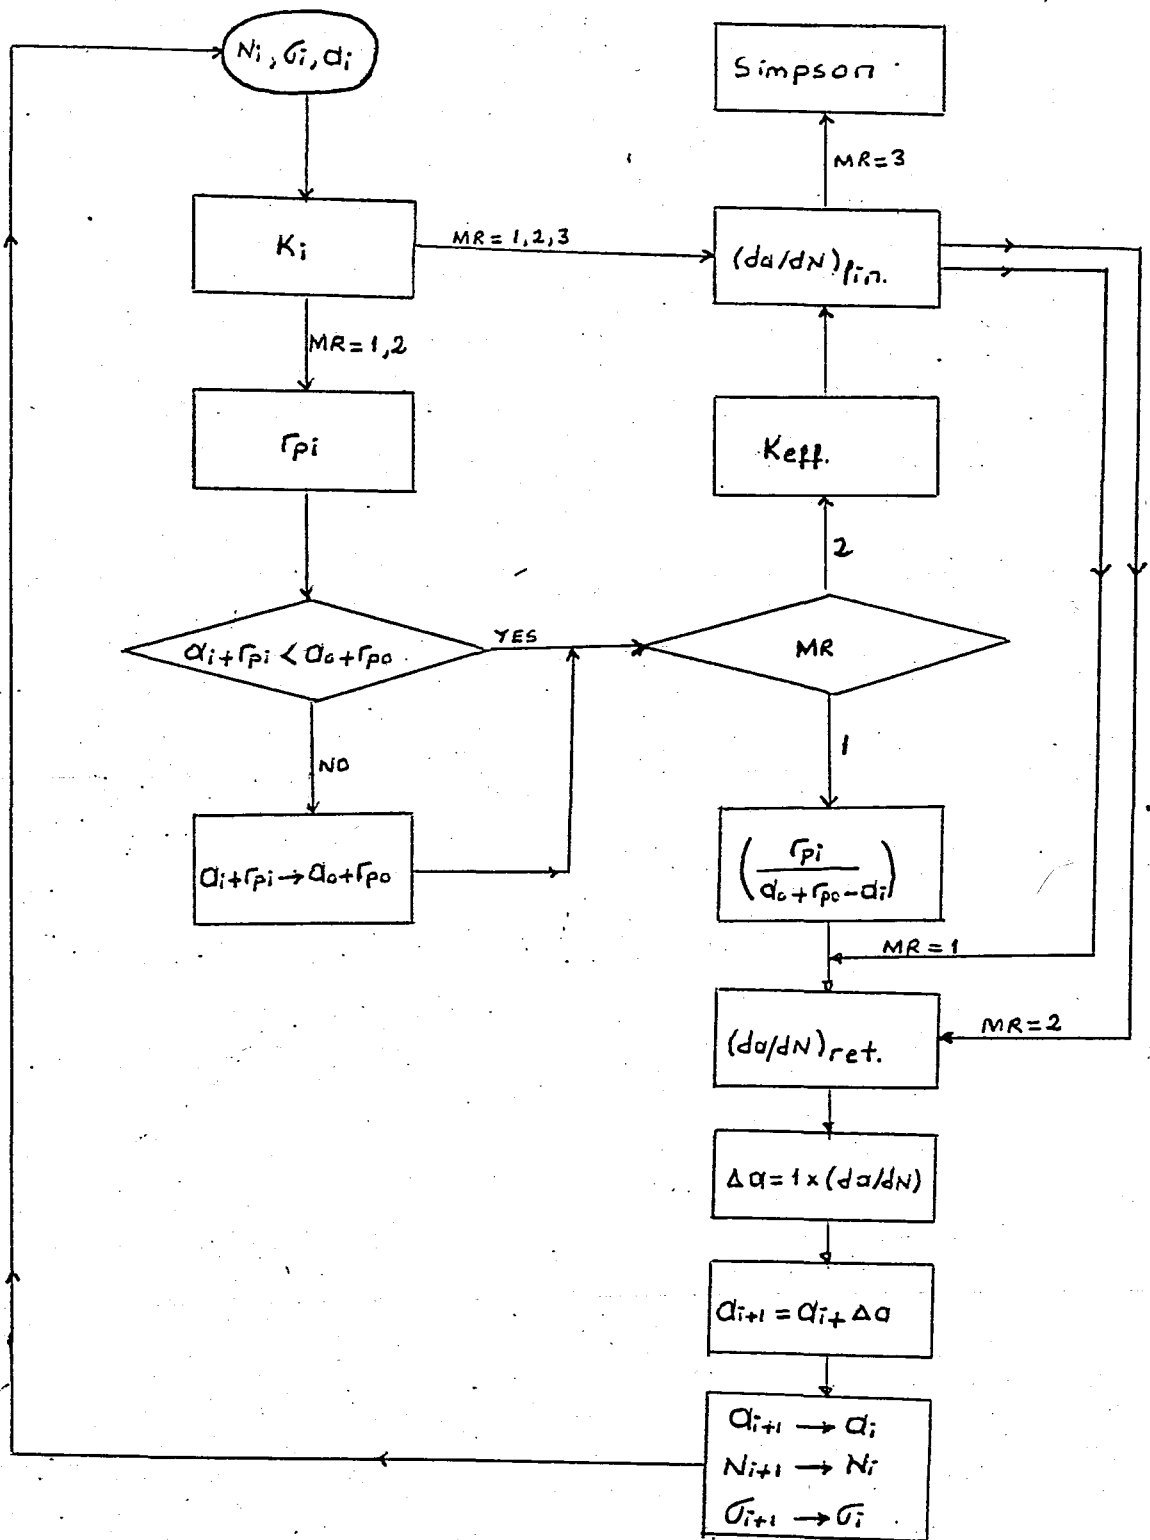 Ni, σi, ai
Simpson
MR=3
Ki
MR=1,2,3
(da/dN)lin.
MR=1,2
rpi
Keff.
2
ai+rpi<ao+rpo
YES
MR
NO
1
ai+rpi→ao+rpo
(rpi/ao+rpo-ai)
MR=1
(da/dN)ret.
MR=2
Δa=1×(da/dN)
ai+1=ai+Δa
ai+1→ai
Ni+1→Ni
σi+1→σi